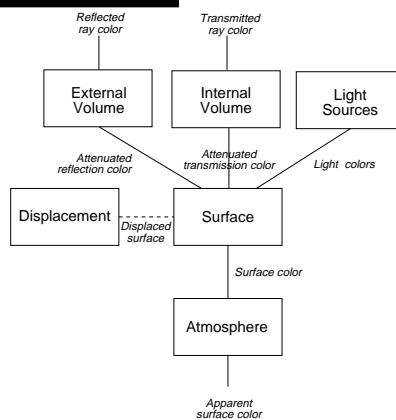 Reflected
ray color
Transmitted
ray color
External
Volume
Internal
Volume
Light
Sources
Attenuated
reflection color
Attenuated
transmission color
Light colors
Displacement
Displaced
surface
Surface
Surface color
Atmosphere
Apparent
surface color